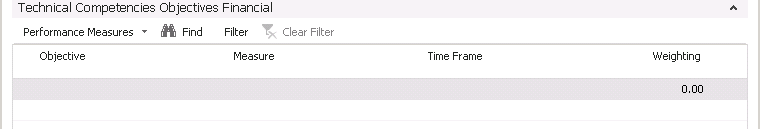 Technical Competencies Objectives Financial
Performance Measures Find Filter Clear Filter
Objective Measure Time Frame Weighting
0.00